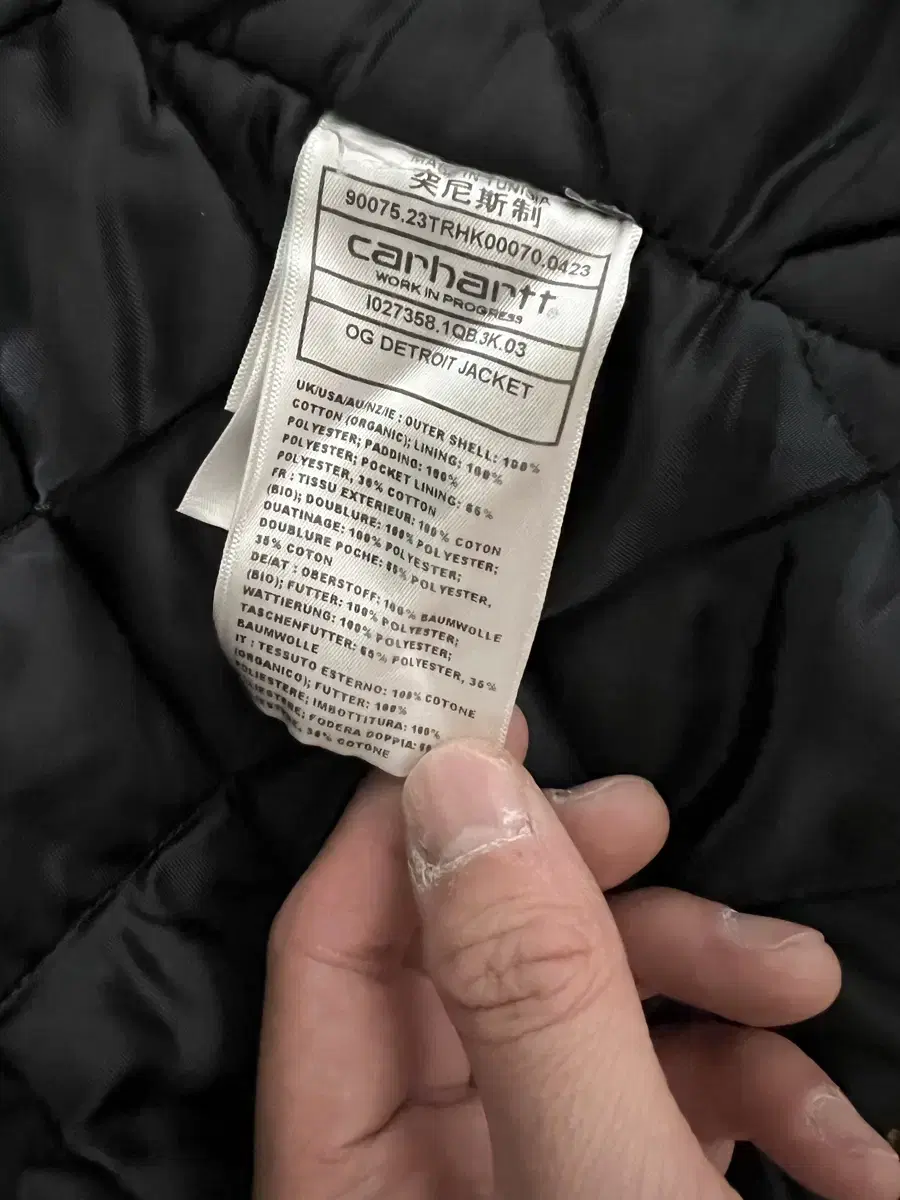 MADE IN TUNISIA
突尼斯制
90075.23TRHK00070.0423
carhartt
WORK IN PROGRESS
I027358.1QB.3K.03
OG DETROIT JACKET
UK/USA/AU/NZ/IE : OUTER SHELL: 100%
COTTON (ORGANIC); LINING: 100%
POLYESTER; PADDING: 100%
POLYESTER; POCKET LINING: 65%
POLYESTER, 35% COTTON
FR : TISSU EXTERIEUR: 100% COTON
(BIO); DOUBLURE: 100% POLYESTER;
OUATINAGE: 100% POLYESTER;
DOUBLURE POCHE: 65% POLYESTER,
35% COTON
DE/AT : OBERSTOFF: 100% BAUMWOLLE
(BIO); FUTTER: 100% POLYESTER;
WATTIERUNG: 100% POLYESTER;
TASCHENFUTTER: 65% POLYESTER, 35%
BAUMWOLLE
IT : TESSUTO ESTERNO: 100% COTONE
(ORGANICO); FUTTER: 100%
POLIESTERE; IMBOTTITURA: 100%
FODERA DOPPIA:
35% COTONE